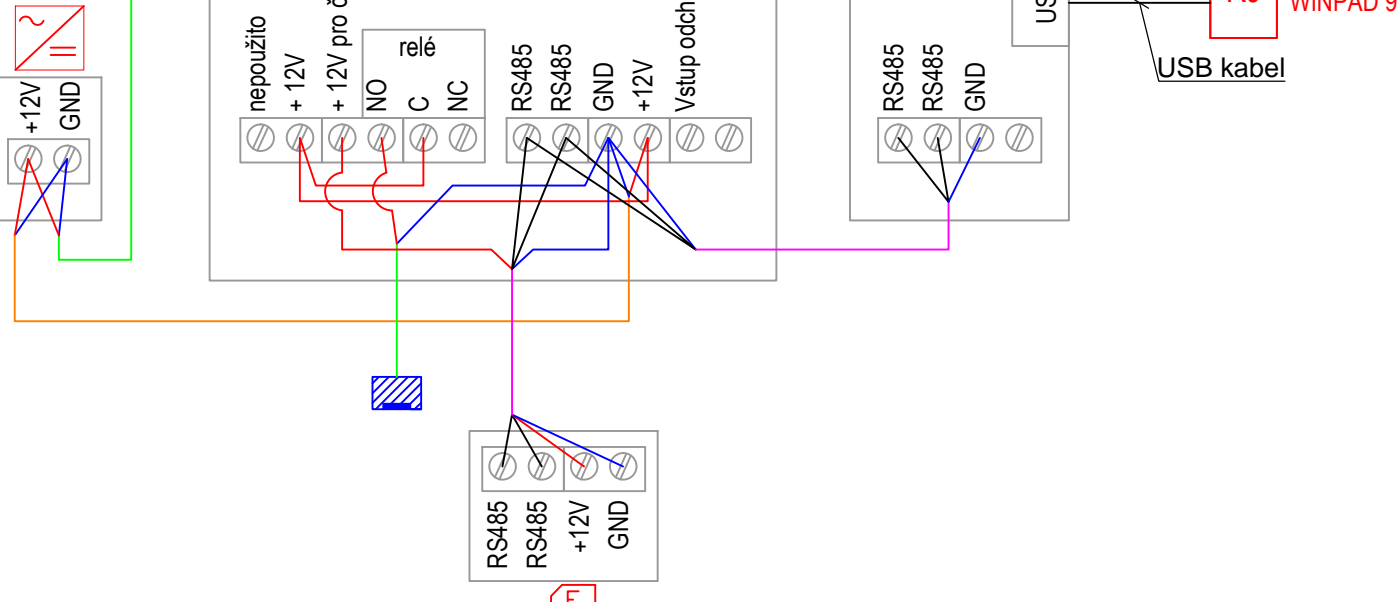 +12V
GND
nepoužito
+ 12V
+ 12V pro
relé
NO
C
NC
RS485
RS485
GND
+12V
Vstup
RS485
RS485
GND
WINPAD
USB kabel
RS485
RS485
+12V
GND